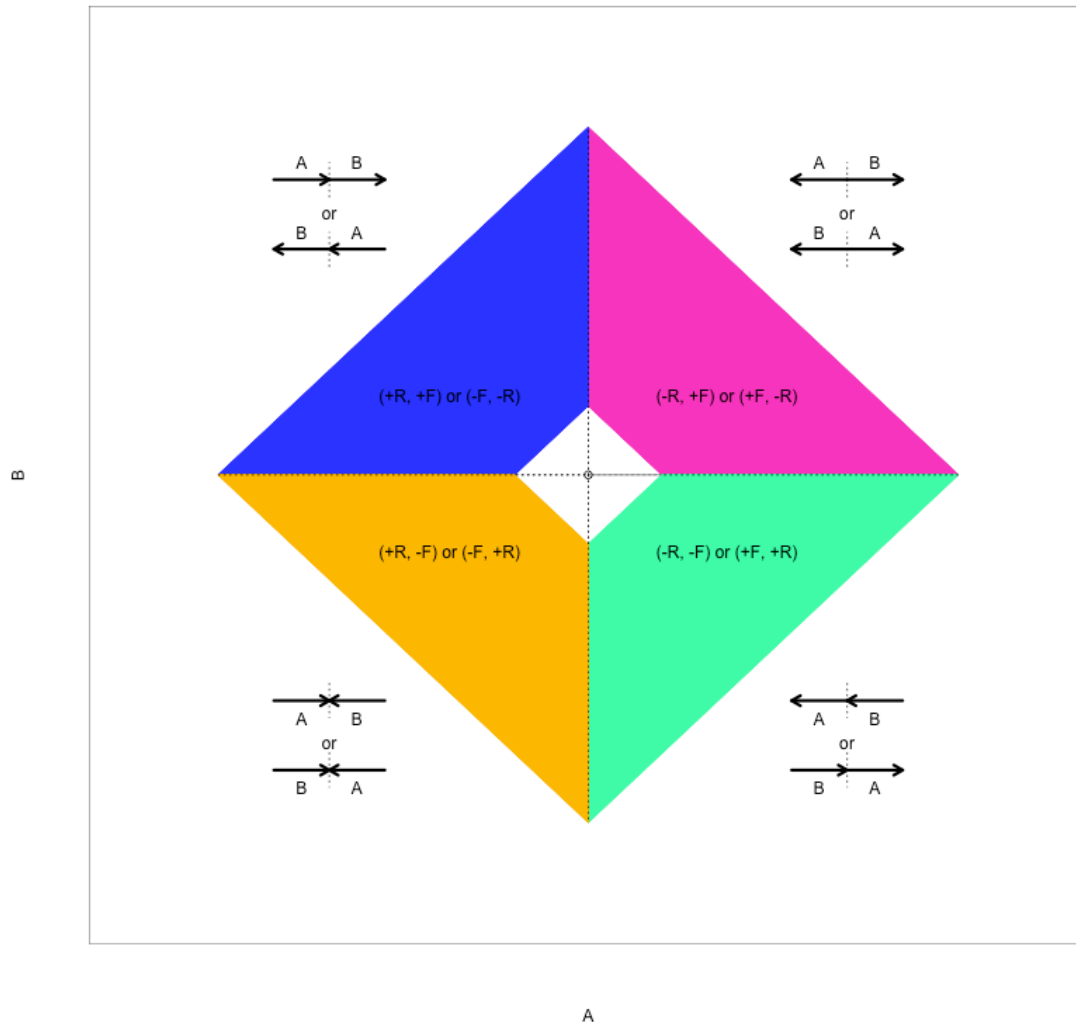 A B
A B
or
or
B A
B A
(+R, +F) or (-F, -R)
(-R, +F) or (+F, -R)
B
(+R, -F) or (-F, +R)
(-R, -F) or (+F, +R)
A B
A B
or
or
B A
B A
A